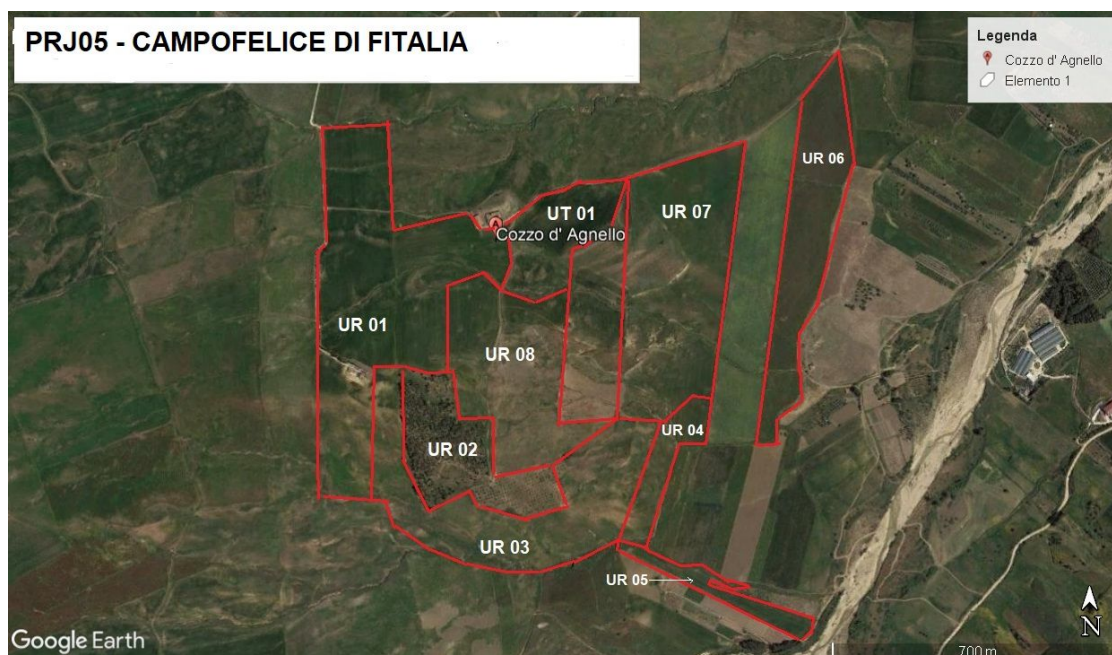 PRJ05 - CAMPOFELICE DI FITALIA
Legenda
Cozzo d' Agnello
Elemento 1
UR 06
UT 01
UR 07
Cozzo d' Agnello
UR 01
UR 08
UR 04
UR 02
UR 03
UR 05
N
Google Earth
700 m